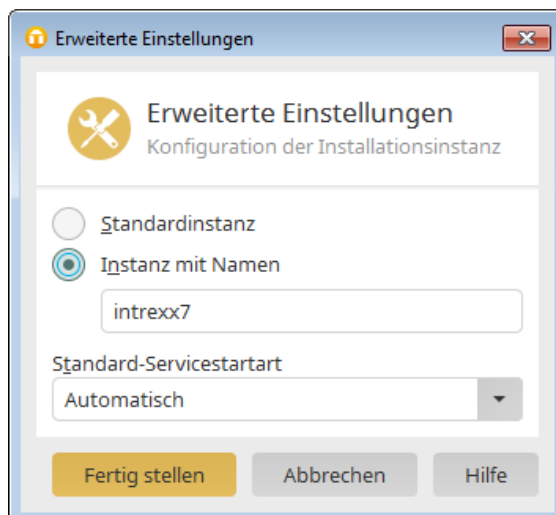 Erweiterte Einstellungen
Erweiterte Einstellungen
Konfiguration der Installationsinstanz
Standardinstanz
Instanz mit Namen
intrexx7
Standard-Servicestartart
Automatisch
Fertig stellen Abbrechen Hilfe